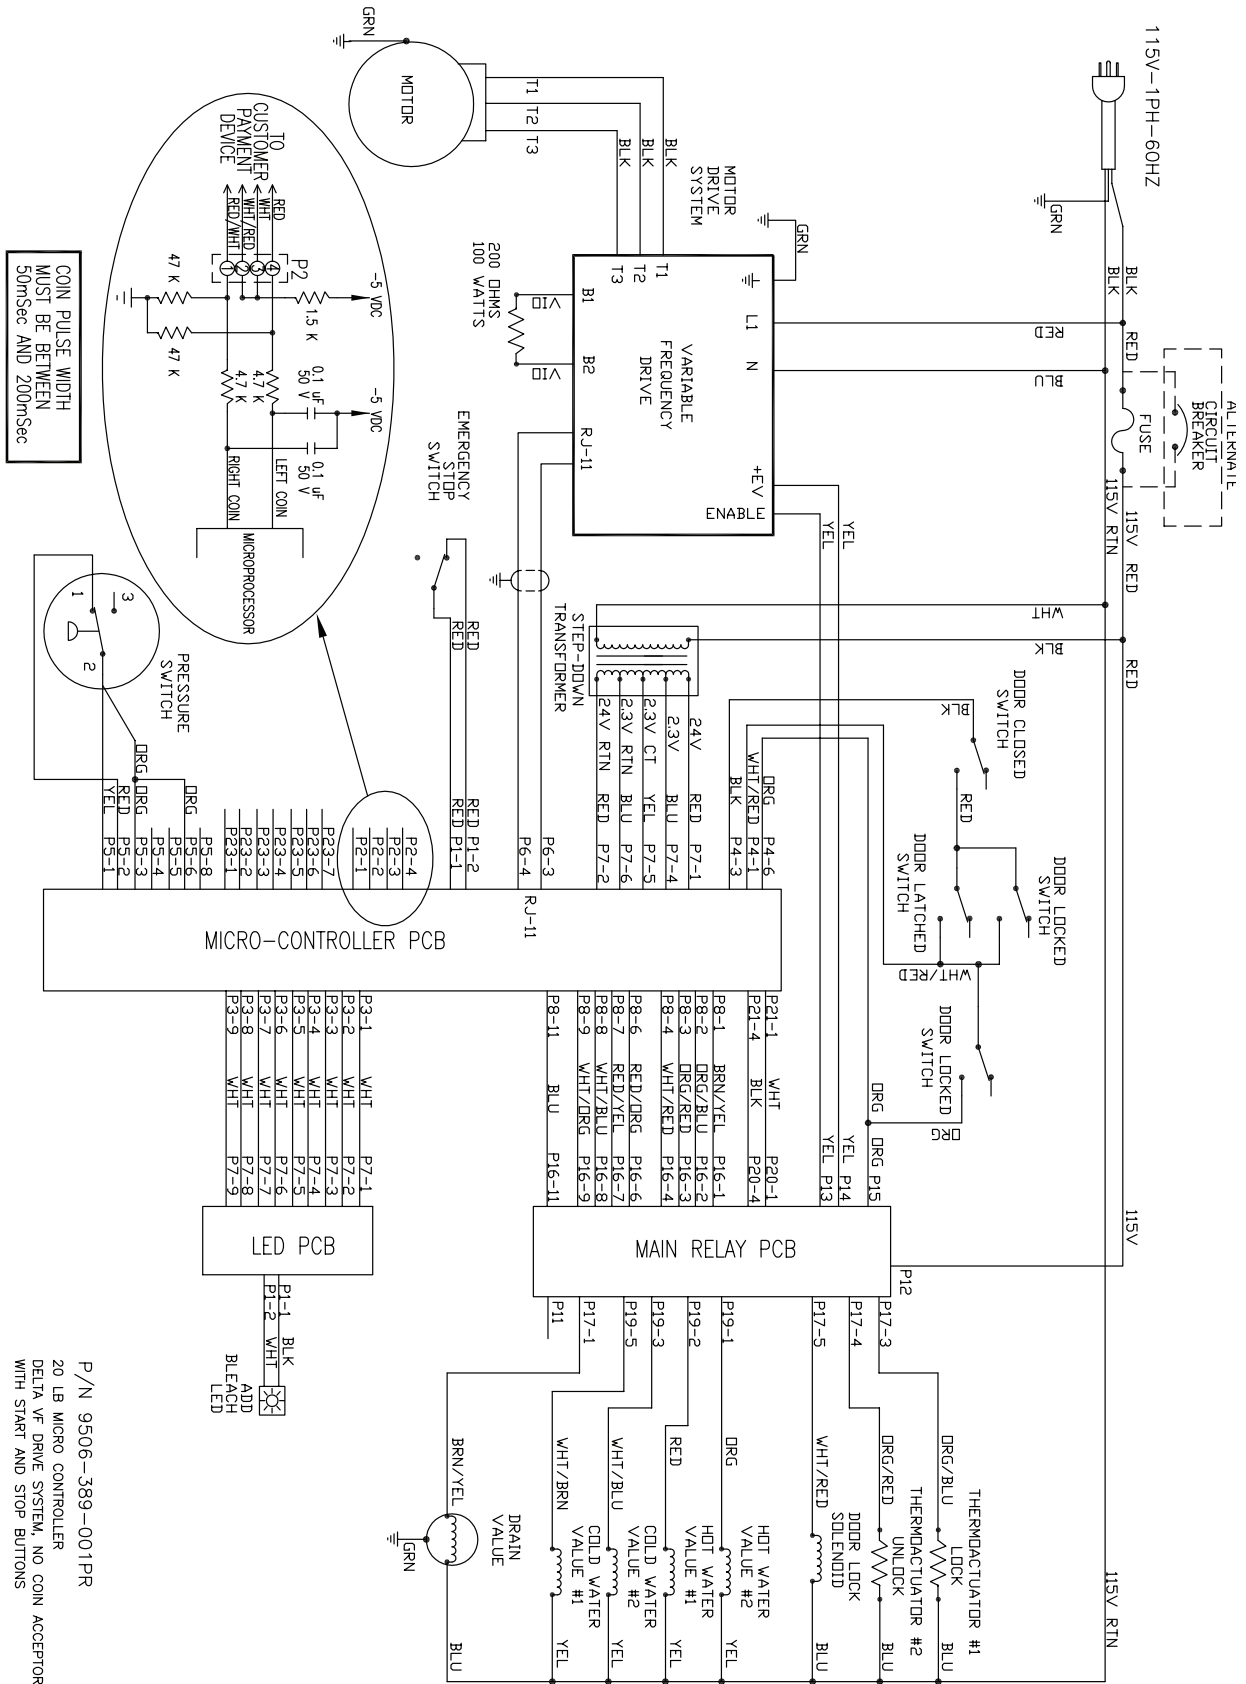 115V-1PH-60HZ
GRN
BLK
BLK
RED
ALTERNATE
CIRCUIT
BREAKER
FUSE
115V
RED
115V RTN
RED
115V
115V RTN
GRN
MOTOR
T1
T2
T3
BLK
BLK
BLK
MOTOR
DRIVE
SYSTEM
GRN
RED
BLU
T1
T2
T3
L1
N
VARIABLE
FREQUENCY
DRIVE
B1
B2
RJ-11
+EV
ENABLE
YEL
YEL
VIO
VIO
200 OHMS
100 WATTS
WHT
BLK
STEP-DOWN
TRANSFORMER
24V
2.3V
2.3V CT
2.3V RTN
24V RTN
RED
BLU
YEL
BLU
RED
P7-1
P7-4
P7-5
P7-6
P7-2
DOOR CLOSED
SWITCH
BLK
RED
DOOR LOCKED
SWITCH
DOOR LATCHED
SWITCH
WHT/RED
DOOR LOCKED
SWITCH
ORG
ORG
ORG P15
YEL P14
YEL P13
ORG
WHT/RED
BLK
P4-6
P4-1
P4-3
TO
CUSTOMER
PAYMENT
DEVICE
RED
WHT
WHT/RED
RED/WHT
P2
4
3
2
1
-5 VDC
1.5 K
47 K
47 K
4.7 K
4.7 K
0.1 uF
50 V
-5 VDC
0.1 uF
50 V
LEFT COIN
RIGHT COIN
MICROPROCESSOR
COIN PULSE WIDTH
MUST BE BETWEEN
50mSec AND 200mSec
EMERGENCY
STOP
SWITCH
RED
RED
RED P1-2
RED P1-1
P6-3
P6-4
RJ-11
PRESSURE
SWITCH
3
1
2
ORG
ORG
ORG
RED
YEL
P5-8
P5-6
P5-5
P5-4
P5-3
P5-2
P5-1
P23-7
P23-6
P23-5
P23-4
P23-3
P23-2
P23-1
P2-4
P2-3
P2-2
P2-1
MICRO-CONTROLLER PCB
P21-1 WHT P20-1
P21-4 BLK P20-4
P8-1 BRN/YEL P16-1
P8-2 ORG/BLU P16-2
P8-3 ORG/RED P16-3
P8-4 WHT/RED P16-4
P8-6 RED/ORG P16-6
P8-7 RED/YEL P16-7
P8-8 WHT/BLU P16-8
P8-9 WHT/ORG P16-9
P8-11 BLU P16-11
P3-1 WHT P7-1
P3-2 P7-2
P3-3 WHT P7-3
P3-4 WHT P7-4
P3-5 WHT P7-5
P3-6 WHT P7-6
P3-7 WHT P7-7
P3-8 WHT P7-8
P3-9 WHT P7-9
MAIN RELAY PCB
P12
LED PCB
P1-1 BLK
P1-2 WHT
ADD
BLEACH
LED
P17-3
P17-4
P17-5
P19-1
P19-2
P19-3
P19-5
P17-1
P11
ORG/BLU
THERMOACTUATOR #1
LOCK
BLU
ORG/RED
THERMOACTUATOR #2
UNLOCK
BLU
WHT/RED
DOOR LOCK
SOLENOID
BLU
ORG
HOT WATER
VALUE #2
YEL
RED
HOT WATER
VALUE #1
YEL
WHT/BLU
COLD WATER
VALUE #2
YEL
WHT/BRN
COLD WATER
VALUE #1
YEL
BRN/YEL
DRAIN
VALUE
GRN
BLU
P/N 9506-389-001PR
20 LB MICRO CONTROLLER
DELTA VF DRIVE SYSTEM, NO COIN ACCEPTOR
WITH START AND STOP BUTTONS